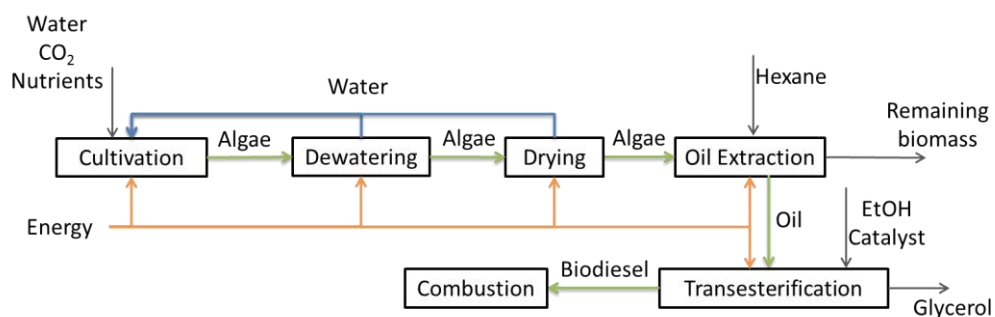 Water
CO2
Nutrients
Water
Hexane
Remaining
biomass
Algae
Algae
Algae
Cultivation
Dewatering
Drying
Oil Extraction
Energy
Oil
EtOH
Catalyst
Biodiesel
Combustion
Transesterification
Glycerol